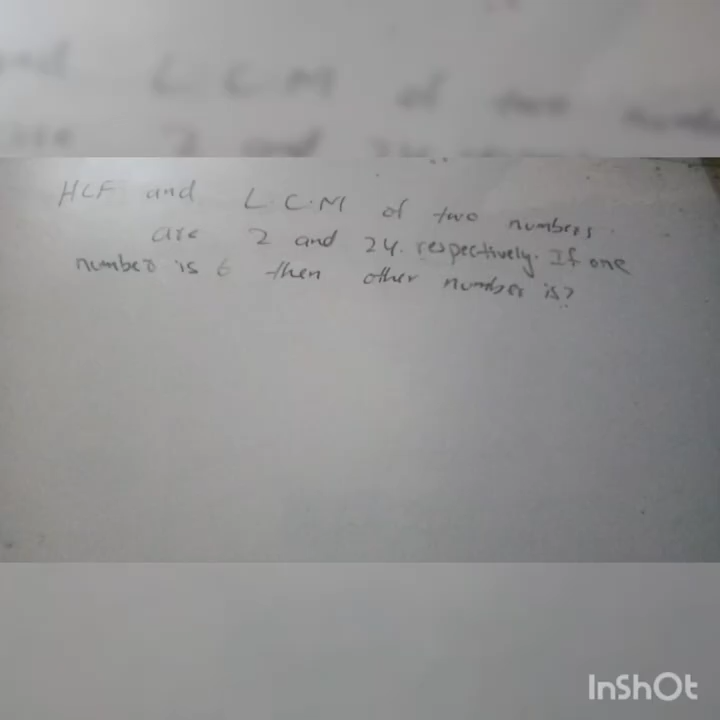 HCF and L.C.M of two numbers
are 2 and 24. respectively. If one
number is 6 then other number is?
InShOt